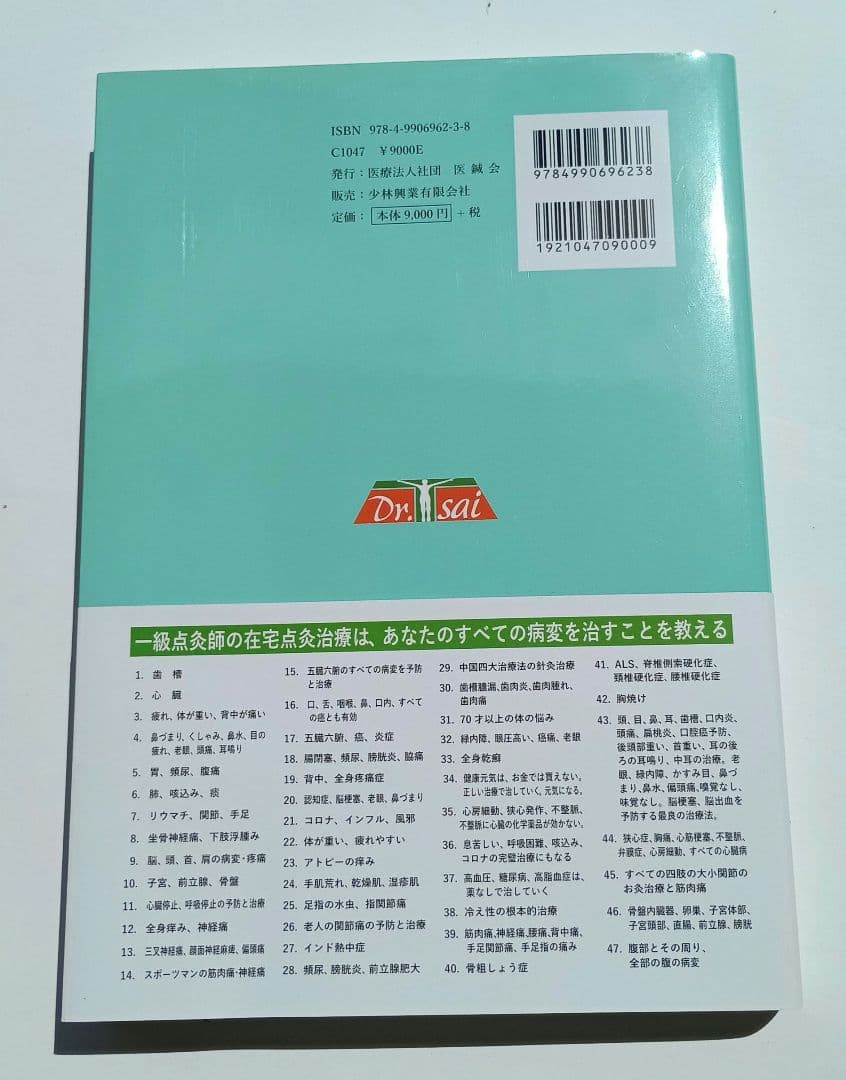 ISBN 978-4-9906962-3-8
C1047 ￥9000E
発行：医療法人社団 医鍼会
販売：少林興業有限会社
定価：本体 9,000 円＋税
9784990696238
1921047090009
Dr.Tsai
一級点灸師の在宅点灸治療は、あなたのすべての病変を治すことを教える
1. 歯 槽
2. 心 臓
3. 疲れ、体が重い、背中が痛い
4. 鼻づまり、くしゃみ、鼻水、目の
疲れ、老眼、頭痛、耳鳴り
5. 胃、頻尿、腹痛
6. 肺、咳込み、痰
7. リウマチ、関節、手足
8. 坐骨神経痛、下肢浮腫み
9. 脳、頭、首、肩の病変・疼痛
10. 子宮、前立腺、骨盤
11. 心臓停止、呼吸停止の予防と治療
12. 全身痒み、神経痛
13. 三叉神経痛、顔面神経麻痺、偏頭痛
14. スポーツマンの筋肉痛・神経痛
15. 五臓六腑のすべての病変を予防
と治療
16. 口、舌、咽喉、鼻、口内、すべて
の癌とも有効
17. 五臓六腑、癌、炎症
18. 腸閉塞、頻尿、膀胱炎、脇痛
19. 背中、全身疼痛症
20. 認知症、脳梗塞、老眼、鼻づまり
21. コロナ、インフル、風邪
22. 体が重い、疲れやすい
23. アトピーの痒み
24. 手肌荒れ、乾燥肌、湿疹肌
25. 足指の水虫、指関節痛
26. 老人の関節痛の予防と治療
27. インド熱中症
28. 頻尿、膀胱炎、前立腺肥大
29. 中国四大治療法の針灸治療
30. 歯槽膿漏、歯肉炎、歯肉腫れ、
歯肉痛
31. 70才以上の体の悩み
32. 緑内障、眼圧高い、癌痛、老眼
33. 全身乾癬
34. 健康元気は、お金では買えない。
正しい治療で治していく、元気になる。
35. 心房細動、狭心発作、不整脈、
不整脈に心臓の化学薬品が効かない。
36. 息苦しい、呼吸困難、咳込み、
コロナの完璧治療にもなる
37. 高血圧、糖尿病、高脂血症は、
薬なしで治していく
38. 冷え性の根本的治療
39. 筋肉痛、神経痛、腰痛、背中痛、
手足関節痛、手足指の痛み
40. 骨粗しょう症
41. ALS、脊椎側索硬化症、
頸椎硬化症、腰椎硬化症
42. 胸焼け
43. 頭、目、鼻、耳、歯槽、口内炎、
頭痛、扁桃炎、口腔癌予防、
後頭部重い、首重い、耳の後
ろの耳鳴り、中耳の治療。老
眼、緑内障、かすみ目、鼻づ
まり、鼻水、偏頭痛、嗅覚なし、
味覚なし。脳梗塞、脳出血を
予防する最良の治療法。
44. 狭心症、胸痛、心筋梗塞、不整脈、
弁膜症、心房細動、すべての心臓病
45. すべての四肢の大小関節の
お灸治療と筋肉痛
46. 骨盤内臓器、卵巣、子宮体部、
子宮頭部、直腸、前立腺、膀胱
47. 腹部とその周り、
全部の腹の病変